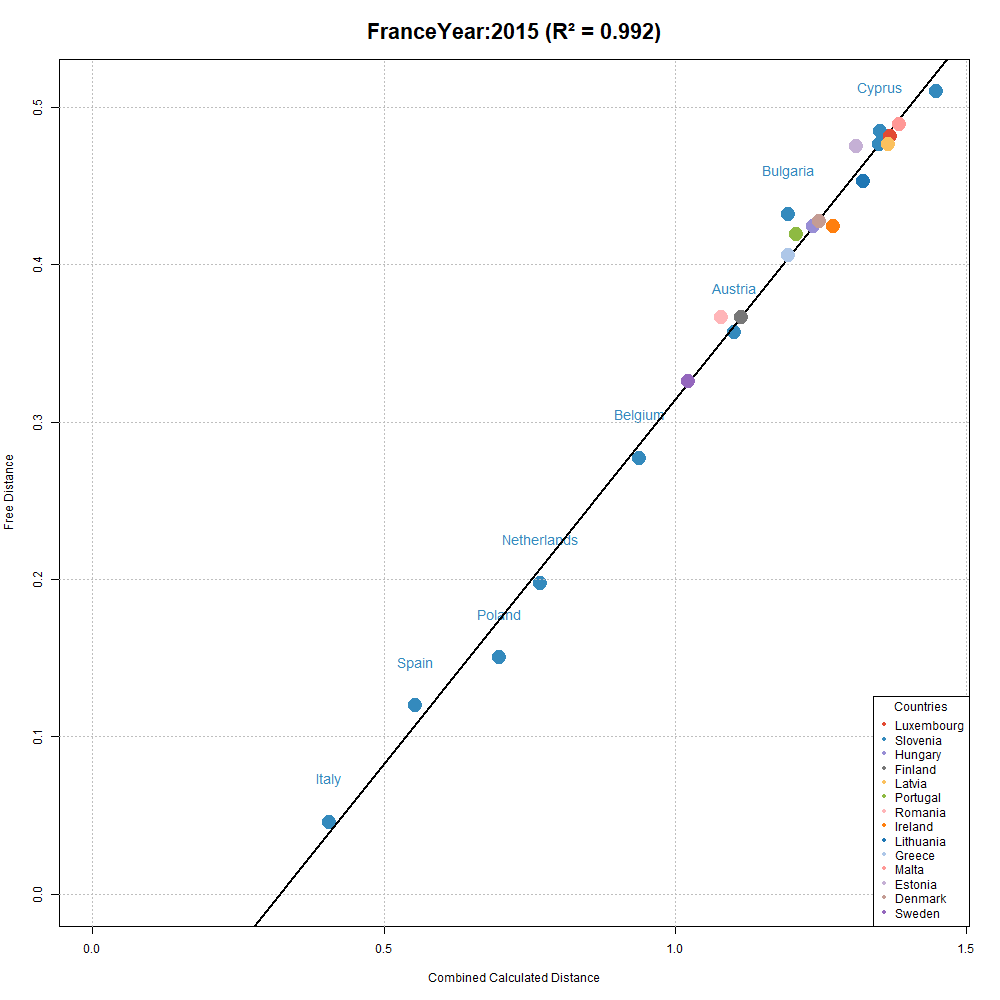 FranceYear:2015 (R² = 0.992)
Cyprus
Bulgaria
Austria
Belgium
Netherlands
Poland
Spain
Italy
0.5
0.4
0.3
0.2
0.1
0.0
Free Distance
0.0 0.5 1.0 1.5
Combined Calculated Distance
Countries
Luxembourg
Slovenia
Hungary
Finland
Latvia
Portugal
Romania
Ireland
Lithuania
Greece
Malta
Estonia
Denmark
Sweden